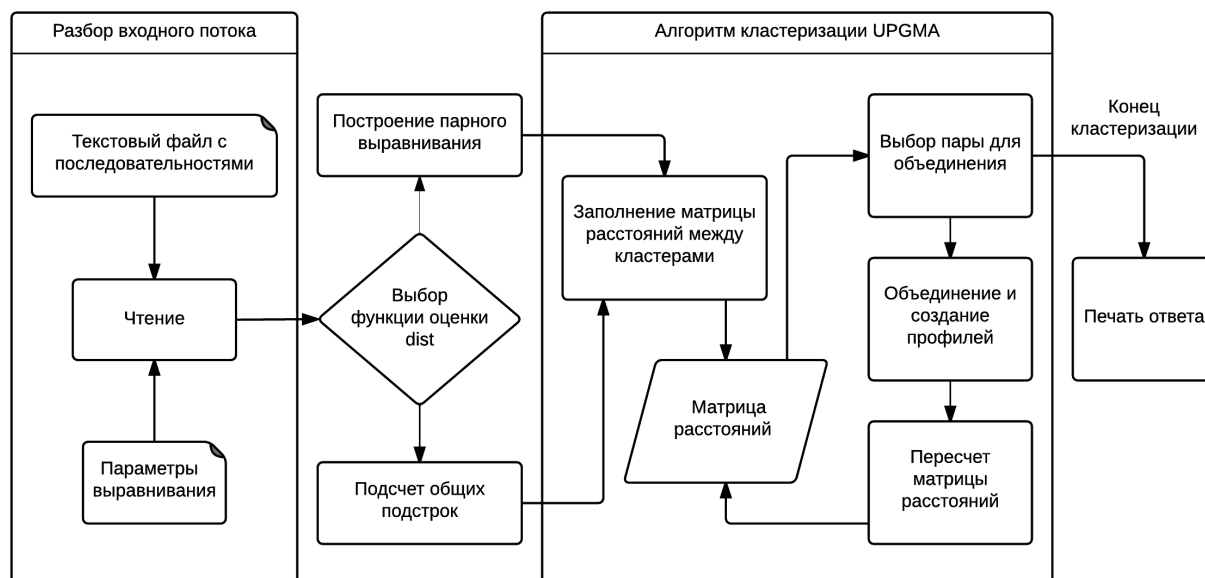 Разбор входного потока
Текстовый файл с
последовательностями
Чтение
Параметры
выравнивания
Построение парного
выравнивания
Выбор
функции оценки
dist
Подсчет общих
подстрок
Алгоритм кластеризации UPGMA
Заполнение матрицы
расстояний между
кластерами
Матрица
расстояний
Выбор пары для
объединения
Объединение и
создание
профилей
Пересчет
матрицы
расстояний
Конец
кластеризации
Печать ответа